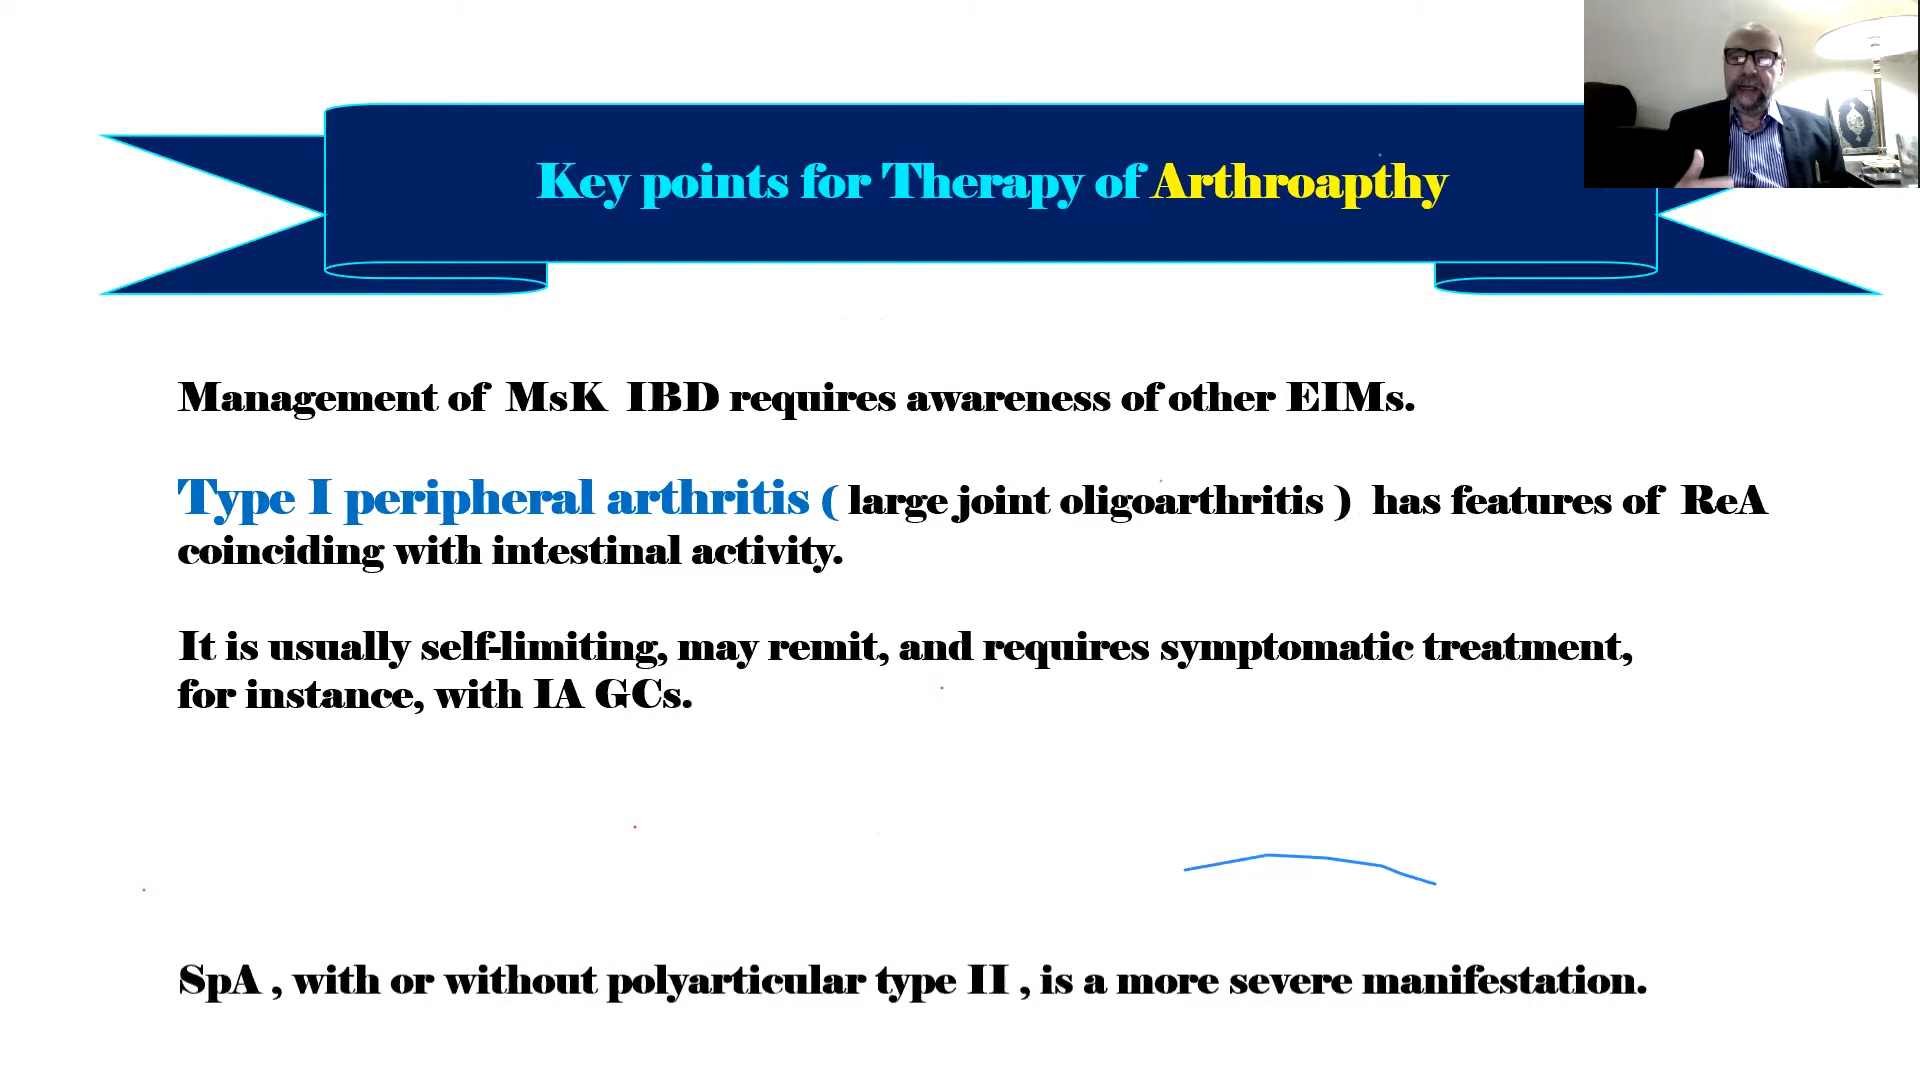 Key points for Therapy of Arthroapthy
Management of MsK IBD requires awareness of other EIMs.
Type I peripheral arthritis ( large joint oligoarthritis ) has features of ReA
coinciding with intestinal activity.
It is usually self-limiting, may remit, and requires symptomatic treatment,
for instance, with IA GCs.
SpA , with or without polyarticular type II , is a more severe manifestation.